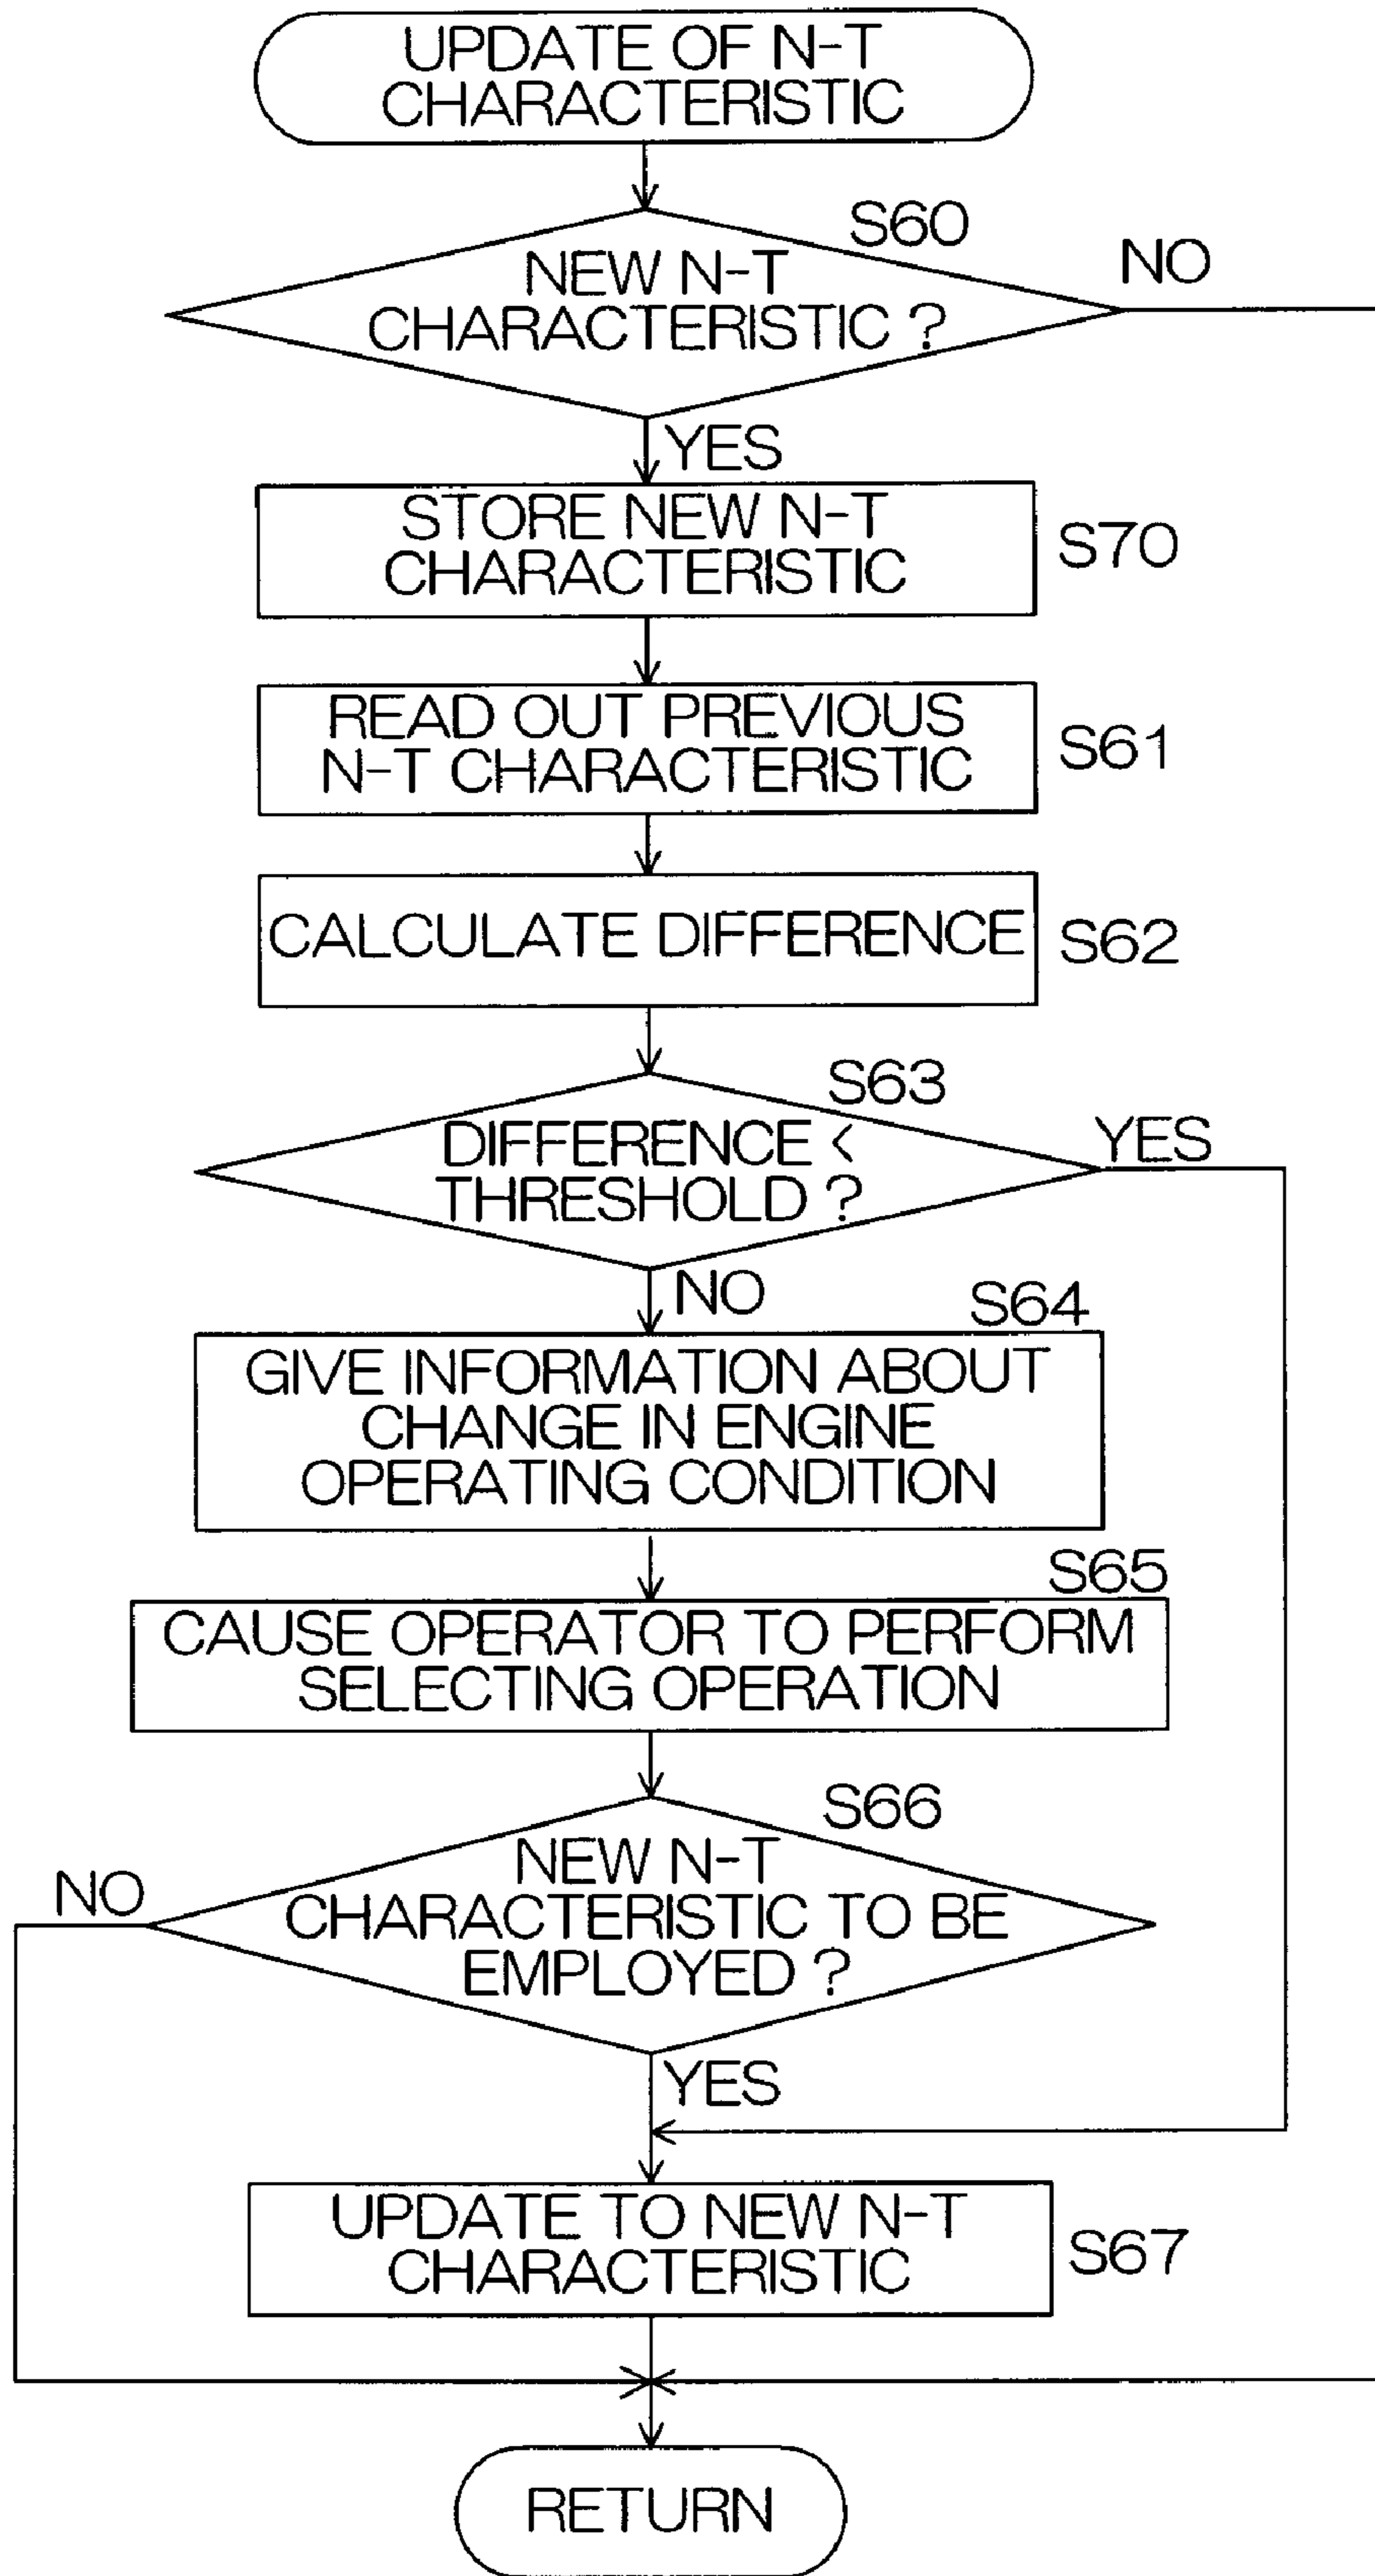 UPDATE OF N-T
CHARACTERISTIC
S60
NEW N-T
CHARACTERISTIC ?
NO
YES
STORE NEW N-T
CHARACTERISTIC
S70
READ OUT PREVIOUS
N-T CHARACTERISTIC
S61
CALCULATE DIFFERENCE
S62
S63
DIFFERENCE <
THRESHOLD ?
YES
NO
S64
GIVE INFORMATION ABOUT
CHANGE IN ENGINE
OPERATING CONDITION
S65
CAUSE OPERATOR TO PERFORM
SELECTING OPERATION
S66
NEW N-T
CHARACTERISTIC TO BE
EMPLOYED ?
NO
YES
UPDATE TO NEW N-T
CHARACTERISTIC
S67
RETURN